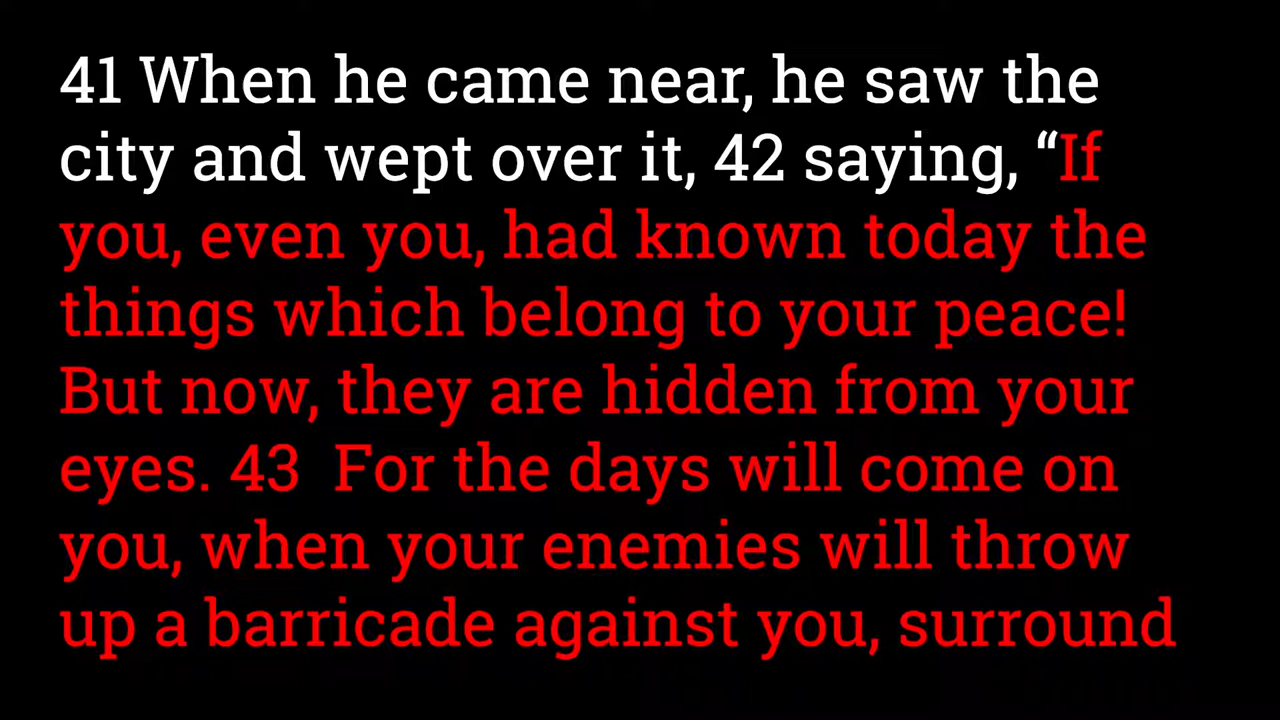 41 When he came near, he saw the
city and wept over it, 42 saying, “If
you, even you, had known today the
things which belong to your peace!
But now, they are hidden from your
eyes. 43  For the days will come on
you, when your enemies will throw
up a barricade against you, surround